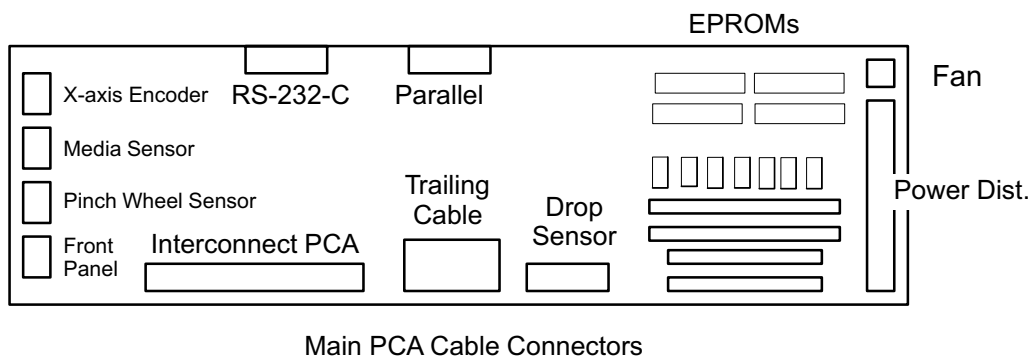 EPROMs
Fan
X-axis Encoder
RS-232-C
Parallel
Media Sensor
Pinch Wheel Sensor
Power Dist.
Trailing
Cable
Drop
Sensor
Front
Panel
Interconnect PCA
Main PCA Cable Connectors